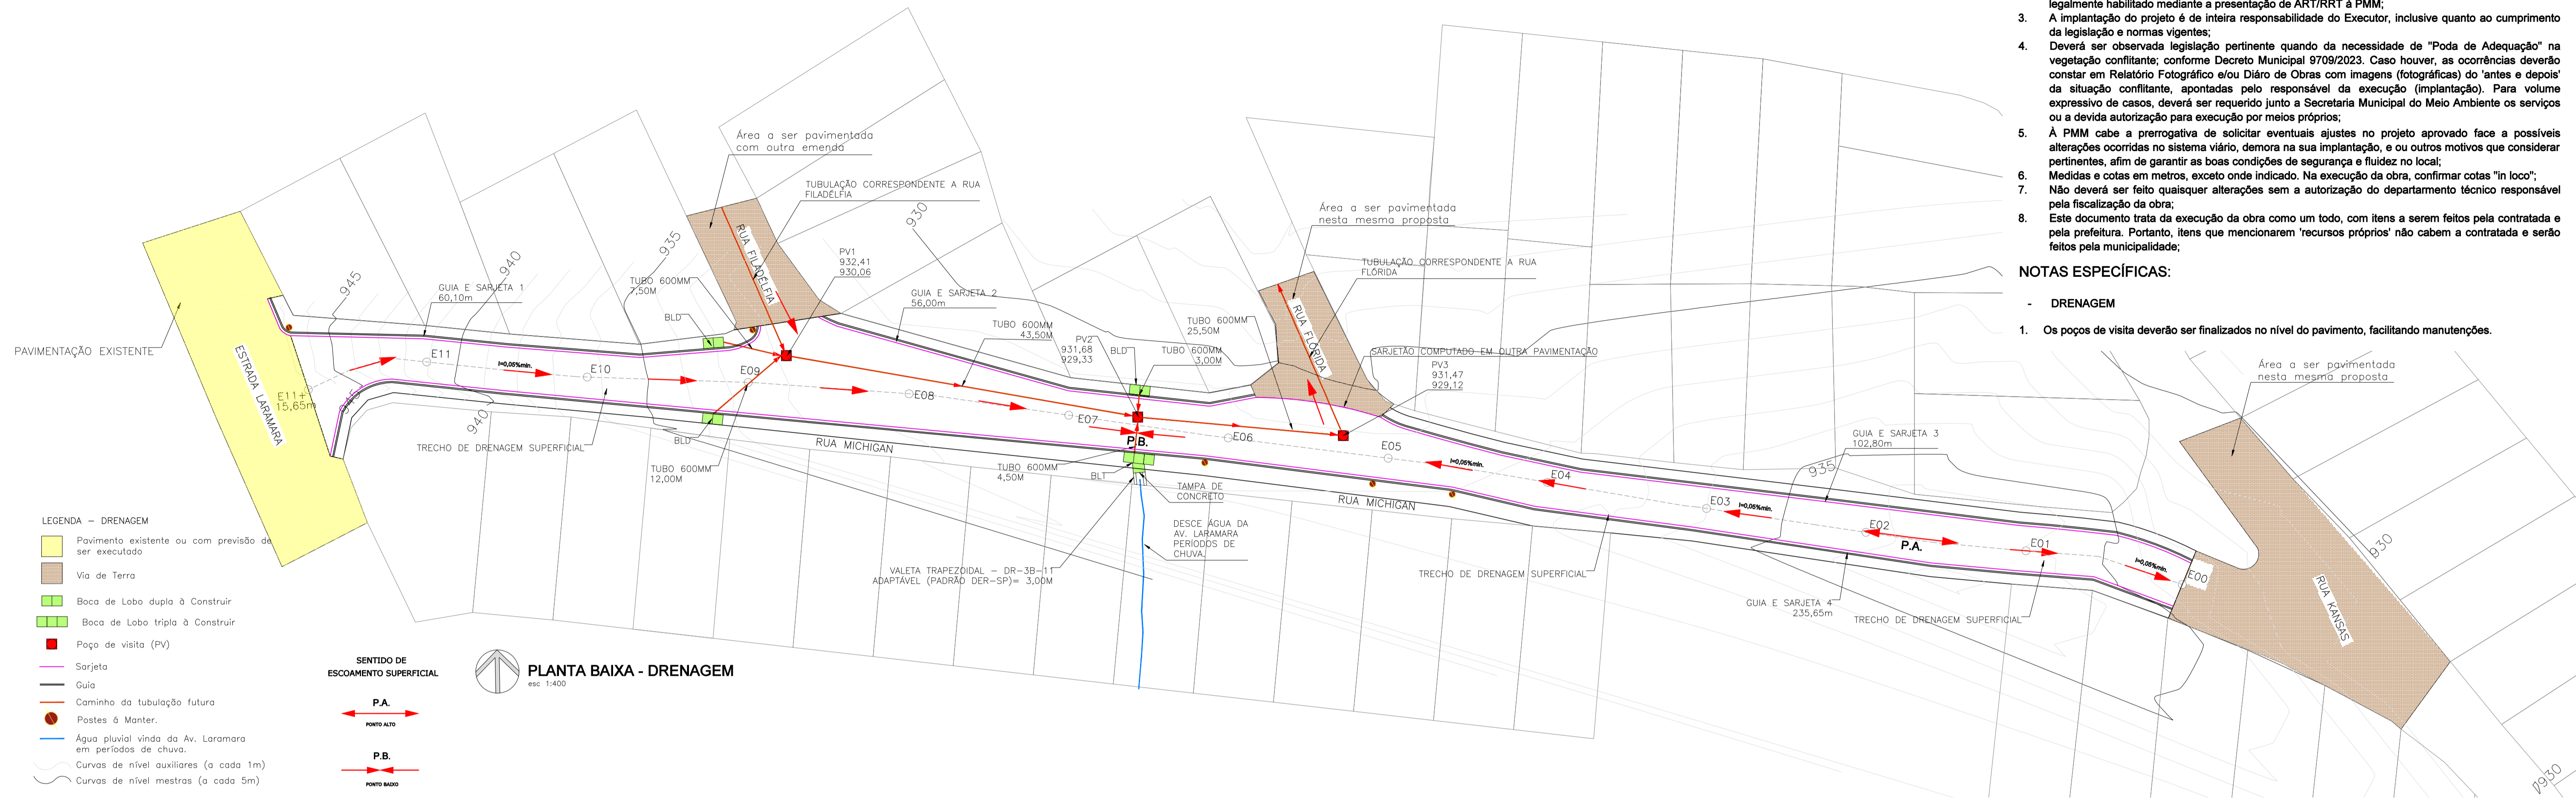 legalmente habilitado mediante a presentação de ART/RRT à PMM;
3. A implantação do projeto é de inteira responsabilidade do Executor, inclusive quanto ao cumprimento
da legislação e normas vigentes;
4. Deverá ser observada legislação pertinente quando da necessidade de "Poda de Adequação" na
vegetação conflitante; conforme Decreto Municipal 9709/2023. Caso houver, as ocorrências deverão
constar em Relatório Fotográfico e/ou Diáro de Obras com imagens (fotográficas) do 'antes e depois'
da situação conflitante, apontadas pelo responsável da execução (implantação). Para volume
expressivo de casos, deverá ser requerido junto a Secretaria Municipal do Meio Ambiente os serviços
ou a devida autorização para execução por meios próprios;
5. À PMM cabe a prerrogativa de solicitar eventuais ajustes no projeto aprovado face a possíveis
alterações ocorridas no sistema viário, demora na sua implantação, e ou outros motivos que considerar
pertinentes, afim de garantir as boas condições de segurança e fluidez no local;
6. Medidas e cotas em metros, exceto onde indicado. Na execução da obra, confirmar cotas "in loco";
7. Não deverá ser feito quaisquer alterações sem a autorização do departarmento técnico responsável
pela fiscalização da obra;
8. Este documento trata da execução da obra como um todo, com itens a serem feitos pela contratada e
pela prefeitura. Portanto, itens que mencionarem 'recursos próprios' não cabem a contratada e serão
feitos pela municipalidade;
NOTAS ESPECÍFICAS:
- DRENAGEM
1. Os poços de visita deverão ser finalizados no nível do pavimento, facilitando manutenções.
Área a ser pavimentada
com outra emenda
TUBULAÇÃO CORRESPONDENTE A RUA
FILADÉLFIA
RUA FILADÉLFIA
930
935
940
945
PV1
932,41
930,06
TUBO 600MM
7,50M
GUIA E SARJETA 1
60,10m
GUIA E SARJETA 2
56,00m
BLD
TUBO 600MM
43,50M
PV2
931,68
929,33
BLD
TUBO 600MM
3,00M
TUBO 600MM
25,50M
Área a ser pavimentada
nesta mesma proposta
TUBULAÇÃO CORRESPONDENTE A RUA
FLÓRIDA
RUA FLÓRIDA
SARJETÃO COMPUTADO EM OUTRA PAVIMENTAÇÃO
PV3
931,47
929,12
Área a ser pavimentada
nesta mesma proposta
PAVIMENTAÇÃO EXISTENTE
ESTRADA LARAMARA
E11+
15,65m
945
E11
i=0,05%min.
E10
E09
E08
E07
P.B.
E06
E05
i=0,05%min.
E04
E03
i=0,05%min.
E02
P.A.
E01
i=0,05%min.
E00
940
TRECHO DE DRENAGEM SUPERFICIAL
BLD
TUBO 600MM
12,00M
RUA MICHIGAN
TUBO 600MM
4,50M
BLT
TAMPA DE
CONCRETO
RUA MICHIGAN
935
GUIA E SARJETA 3
102,80m
DESCE ÁGUA DA
AV. LARAMARA
PERÍODOS DE
CHUVA.
VALETA TRAPEZOIDAL - DR-3B-11
ADAPTÁVEL (PADRÃO DER-SP)= 3,00M
TRECHO DE DRENAGEM SUPERFICIAL
GUIA E SARJETA 4
235,65m
TRECHO DE DRENAGEM SUPERFICIAL
RUA KANSAS
930
930
LEGENDA - DRENAGEM
Pavimento existente ou com previsão de
ser executado
Via de Terra
Boca de Lobo dupla à Construir
Boca de Lobo tripla à Construir
Poço de visita (PV)
Sarjeta
Guia
Caminho da tubulação futura
Postes á Manter.
Água pluvial vinda da Av. Laramara
em períodos de chuva.
Curvas de nível auxiliares (a cada 1m)
Curvas de nível mestras (a cada 5m)
SENTIDO DE
ESCOAMENTO SUPERFICIAL
P.A.
PONTO ALTO
P.B.
PONTO BAIXO
PLANTA BAIXA - DRENAGEM
esc 1:400